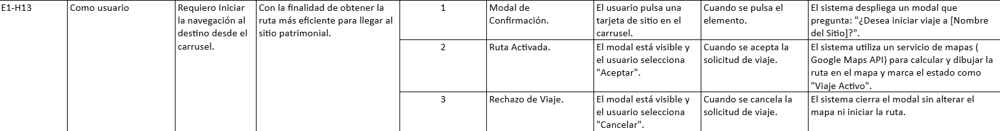 E1-H13
Como usuario
Requiero Iniciar
la navegación al
destino desde el
carrusel.
Con la finalidad de obtener la
ruta más eficiente para llegar al
sitio patrimonial.
1
Modal de
Confirmación.
El usuario pulsa una
tarjeta de sitio en el
carrusel.
Cuando se pulsa el
elemento.
El sistema despliega un modal que
pregunta: "¿Desea iniciar viaje a [Nombre
del Sitio]?".
2
Ruta Activada.
El modal está visible y
el usuario selecciona
"Aceptar".
Cuando se acepta la
solicitud de viaje.
El sistema utiliza un servicio de mapas (
Google Maps API) para calcular y dibujar la
ruta en el mapa y marca el estado como
"Viaje Activo".
3
Rechazo de Viaje.
El modal está visible y
el usuario selecciona
"Cancelar".
Cuando se cancela la
solicitud de viaje.
El sistema cierra el modal sin alterar el
mapa ni iniciar la ruta.